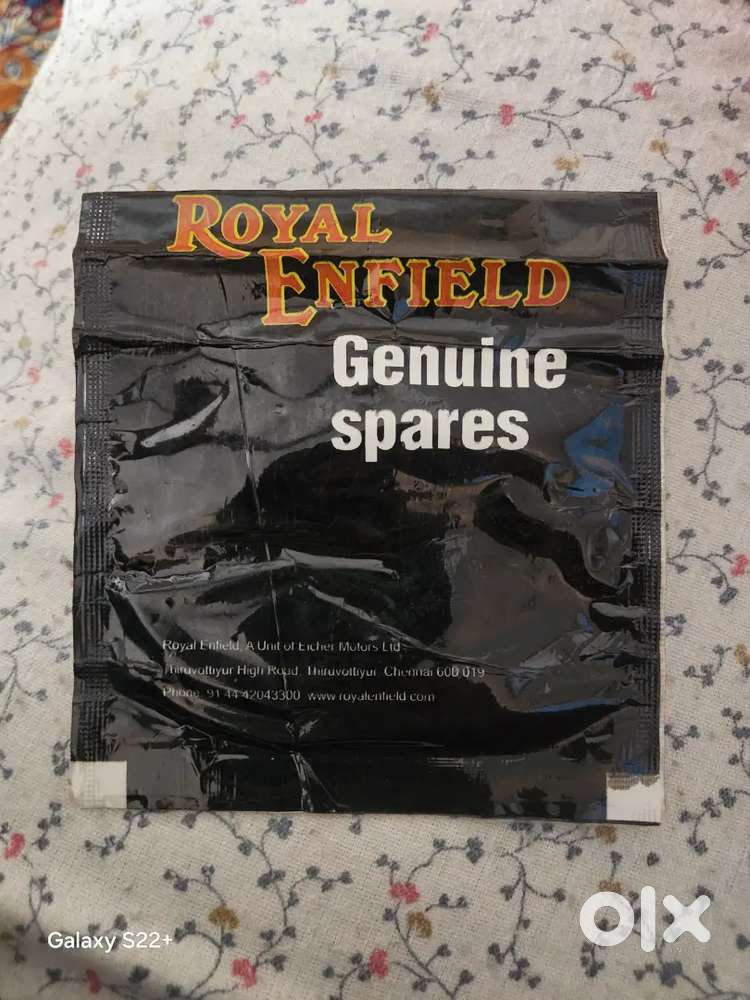 ROYAL
ENFIELD
Genuine
spares
Royal Enfield, A Unit of Eicher Motors Ltd
Thiruvottiyur High Road, Thiruvottiyur, Chennai 600 019
Phone: 91 44 42043300 www.royalenfield.com
Galaxy S22+
olx